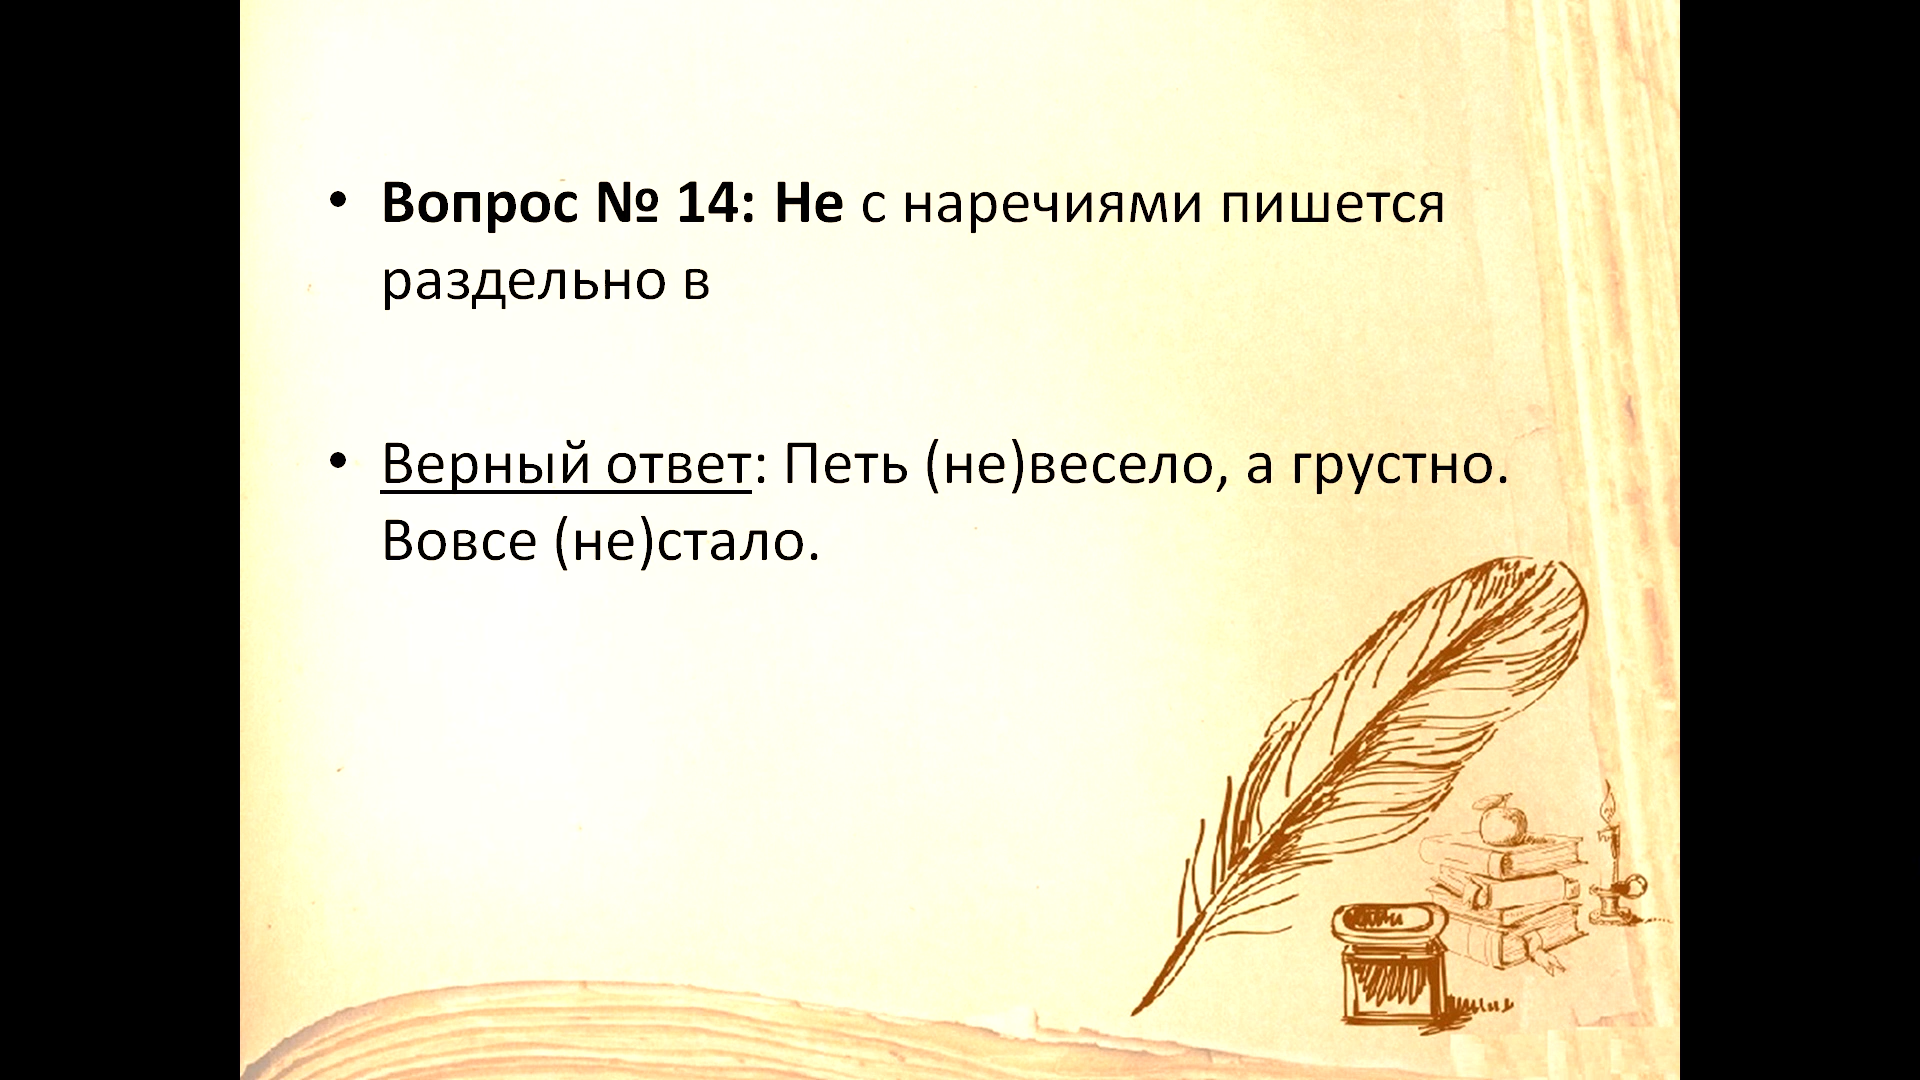 • Вопрос № 14: Не с наречиями пишется
раздельно в
• Верный ответ: Петь (не)весело, а грустно.
Вовсе (не)стало.